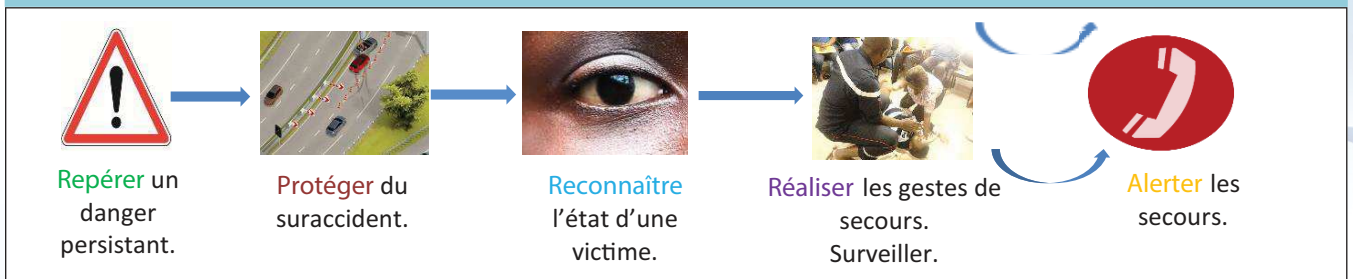 Repérer un
danger
persistant.
Protéger du
suraccident.
Reconnaître
l’état d’une
victime.
Réaliser les gestes de
secours.
Surveiller.
Alerter les
secours.